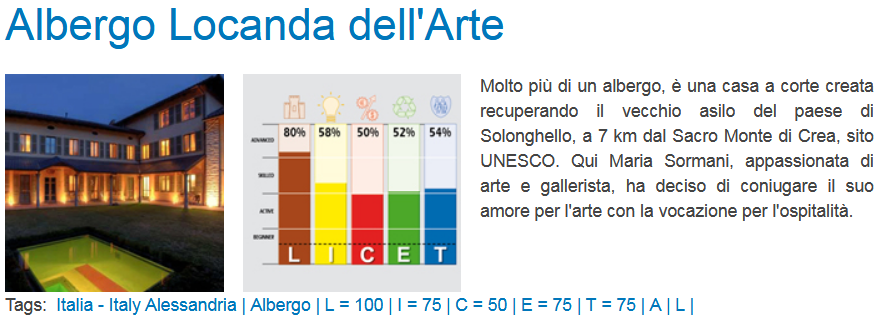 Albergo Locanda dell'Arte
80% 58% 50% 52% 54%
ADVANCED
SKILLED
ACTIVE
BEGINNER
L I C E T
Molto più di un albergo, è una casa a corte creata
recuperando il vecchio asilo del paese di
Solonghello, a 7 km dal Sacro Monte di Crea, sito
UNESCO. Qui Maria Sormani, appassionata di
arte e gallerista, ha deciso di coniugare il suo
amore per l'arte con la vocazione per l'ospitalità.
Tags: Italia - Italy Alessandria | Albergo | L = 100 | I = 75 | C = 50 | E = 75 | T = 75 | A | L |